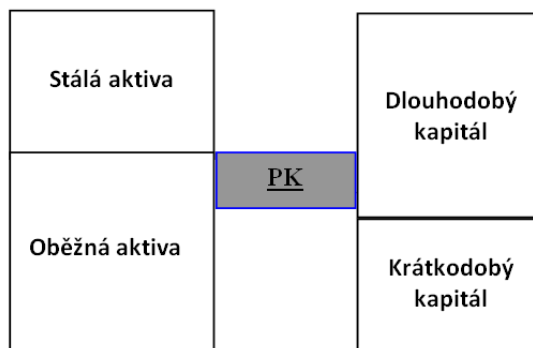 Stálá aktiva
Oběžná aktiva
PK
Dlouhodobý
kapitál
Krátkodobý
kapitál